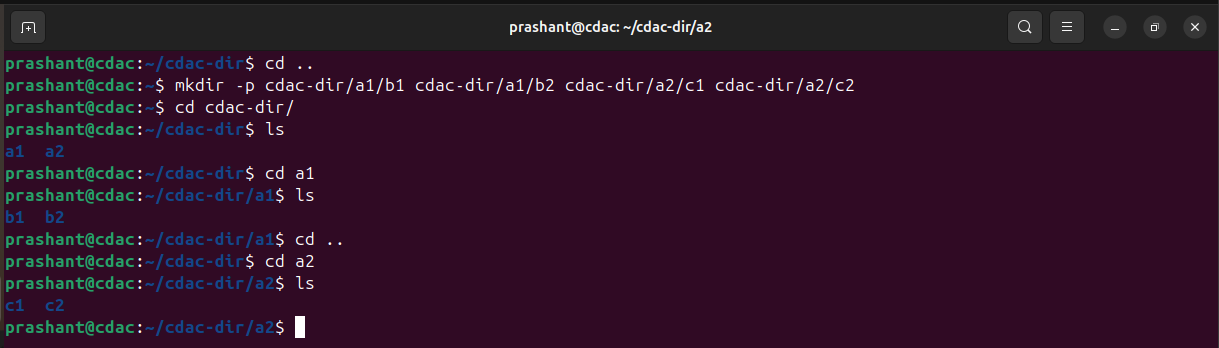 prashant@cdac: ~/cdac-dir/a2
prashant@cdac:~/cdac-dir$ cd ..
prashant@cdac:~$ mkdir -p cdac-dir/a1/b1 cdac-dir/a1/b2 cdac-dir/a2/c1 cdac-dir/a2/c2
prashant@cdac:~$ cd cdac-dir/
prashant@cdac:~/cdac-dir$ ls
a1  a2
prashant@cdac:~/cdac-dir$ cd a1
prashant@cdac:~/cdac-dir/a1$ ls
b1  b2
prashant@cdac:~/cdac-dir/a1$ cd ..
prashant@cdac:~/cdac-dir$ cd a2
prashant@cdac:~/cdac-dir/a2$ ls
c1  c2
prashant@cdac:~/cdac-dir/a2$